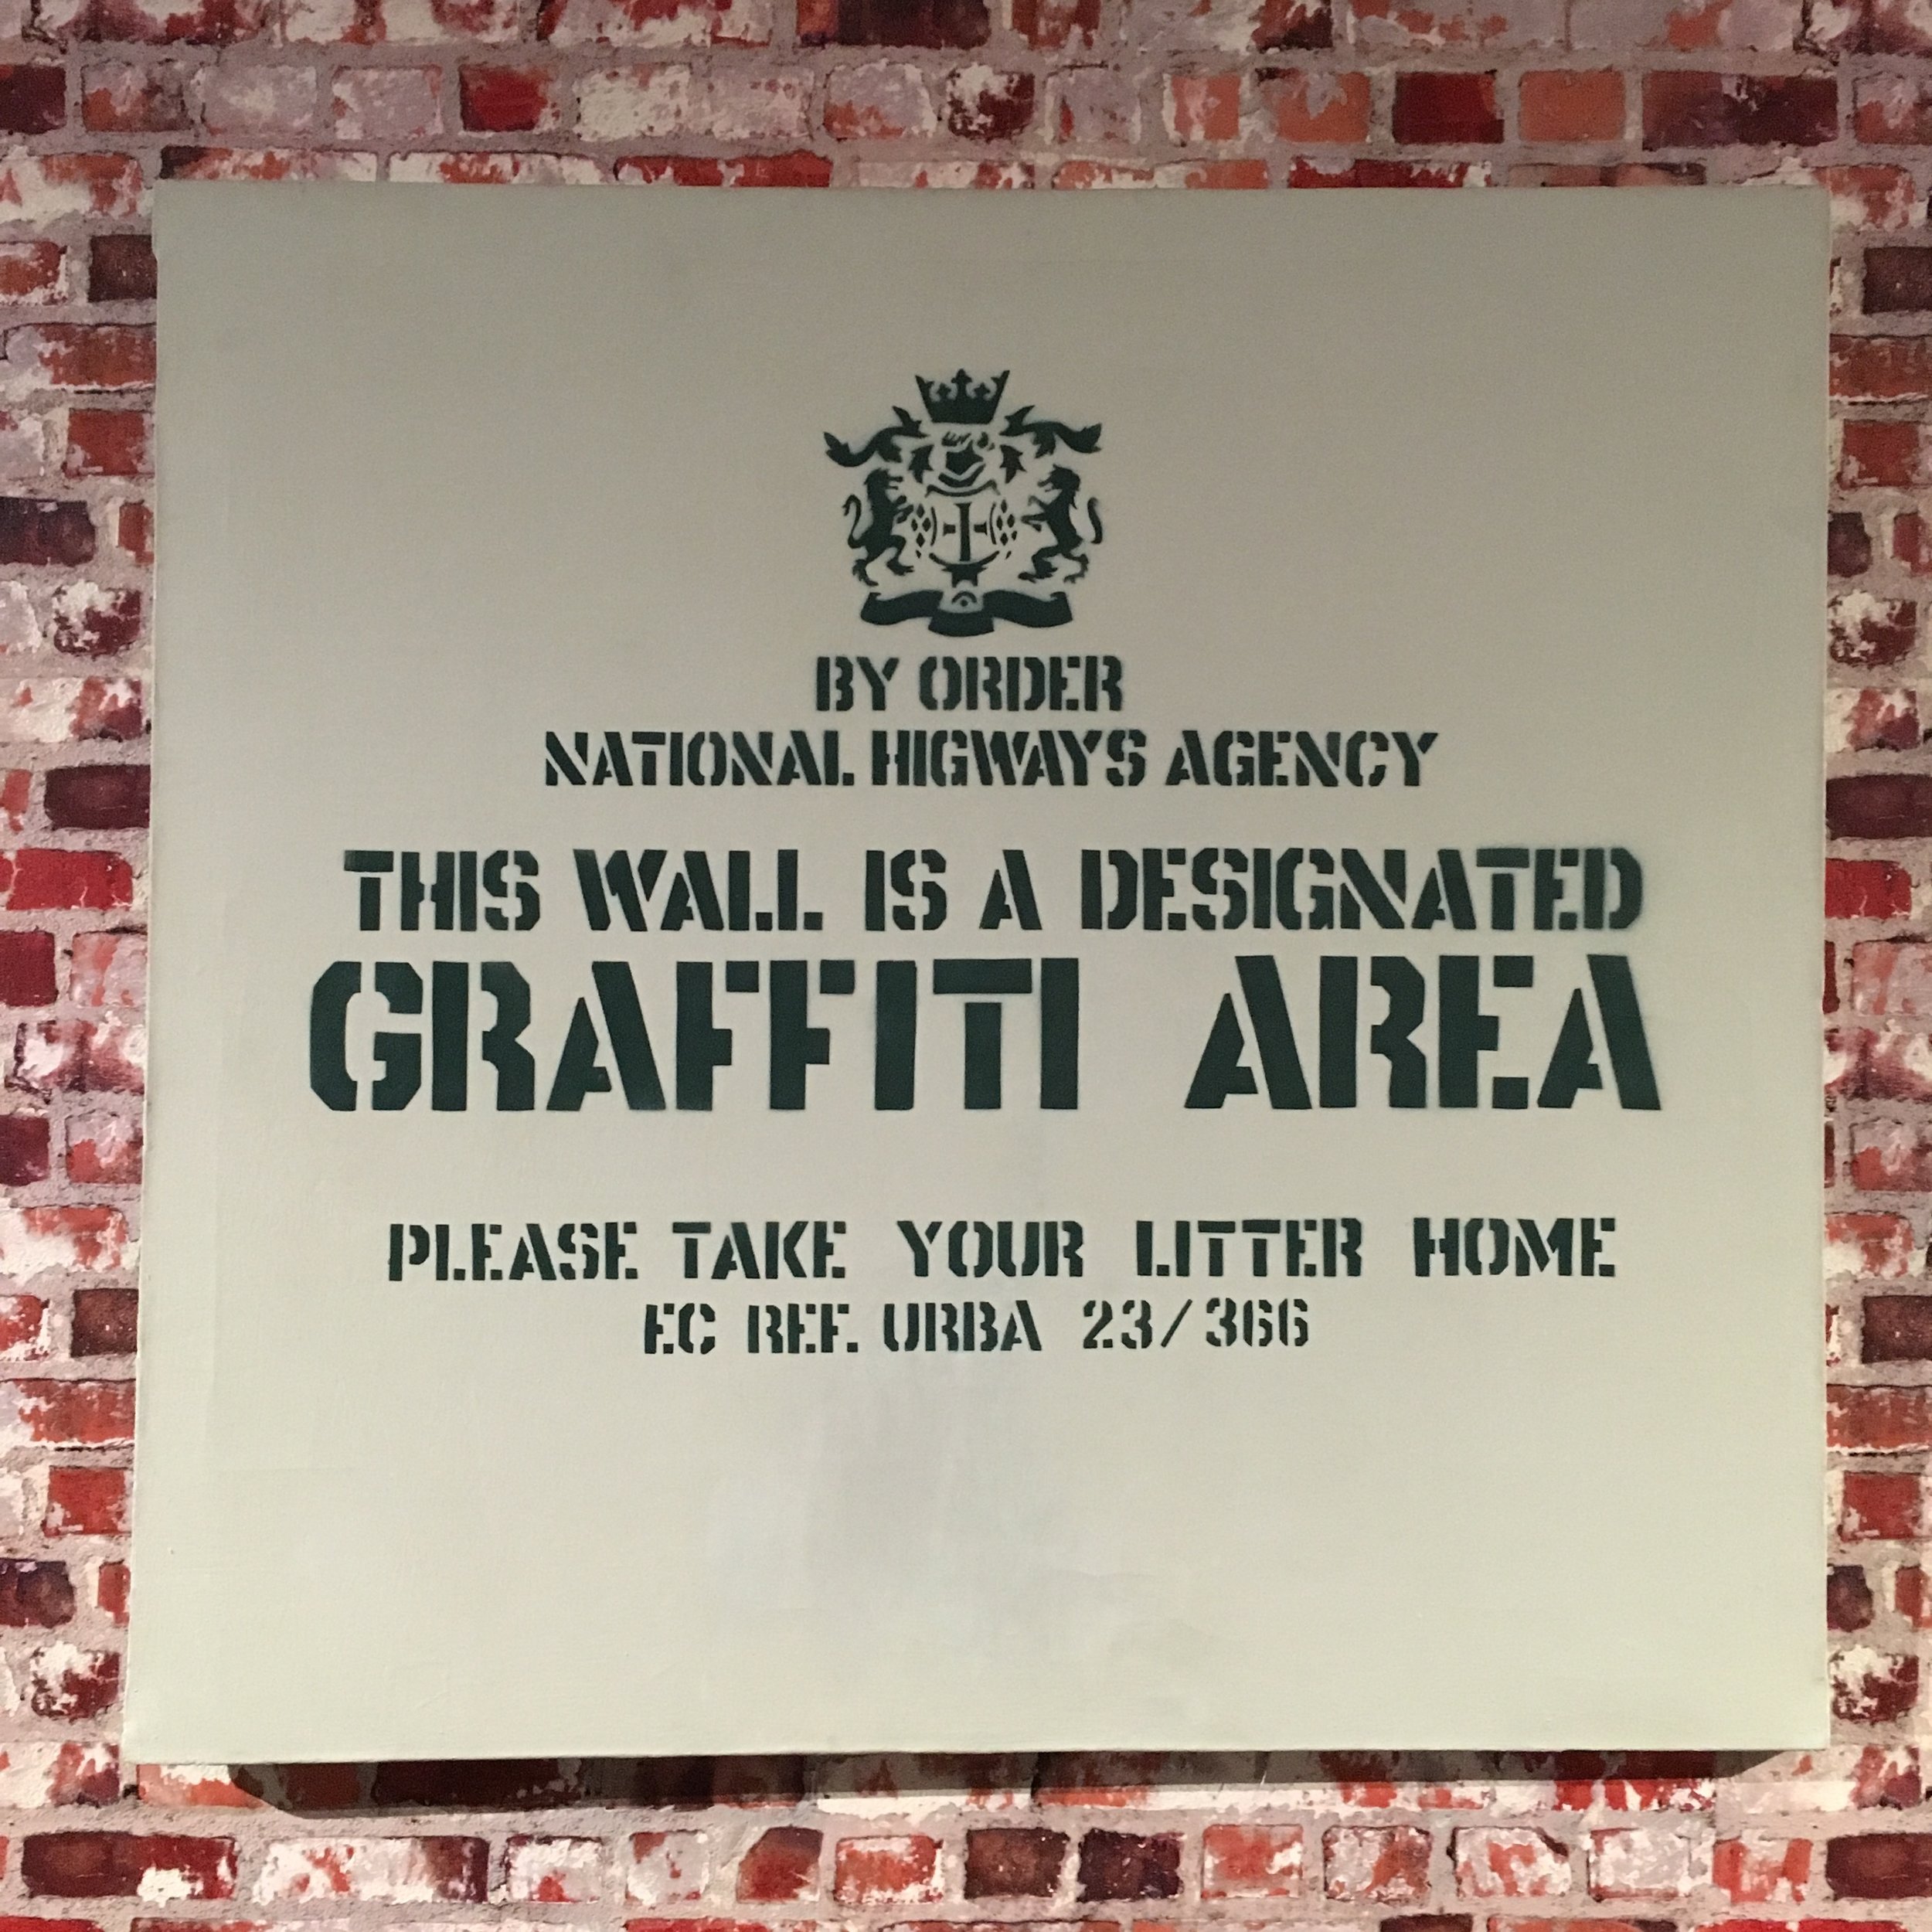 BY ORDER
NATIONAL HIGWAYS AGENCY
THIS WALL IS A DESIGNATED
GRAFFITI AREA
PLEASE TAKE YOUR LITTER HOME
EC REF. URBA 23/366